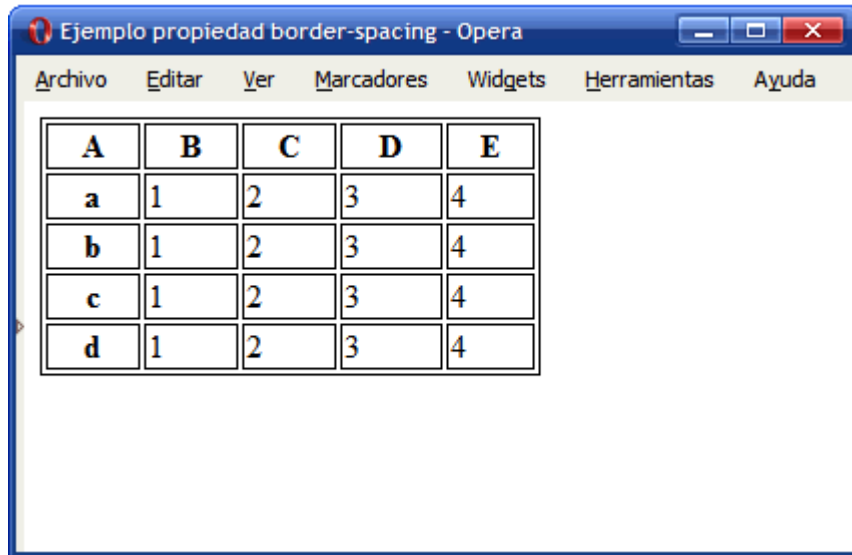 Ejemplo propiedad border-spacing - Opera
Archivo Editar Ver Marcadores Widgets Herramientas Ayuda
A B C D E
a 1 2 3 4
b 1 2 3 4
c 1 2 3 4
d 1 2 3 4